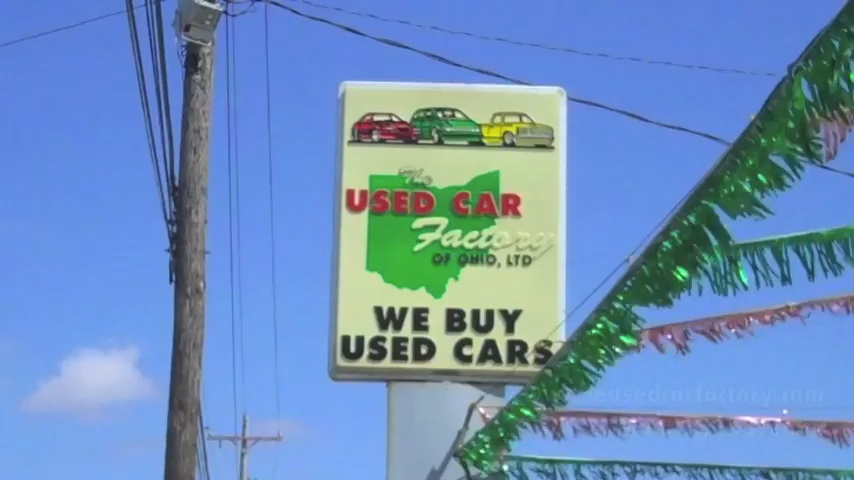 The
USED CAR
Factory
OF OHIO, LTD
WE BUY
USED CARS